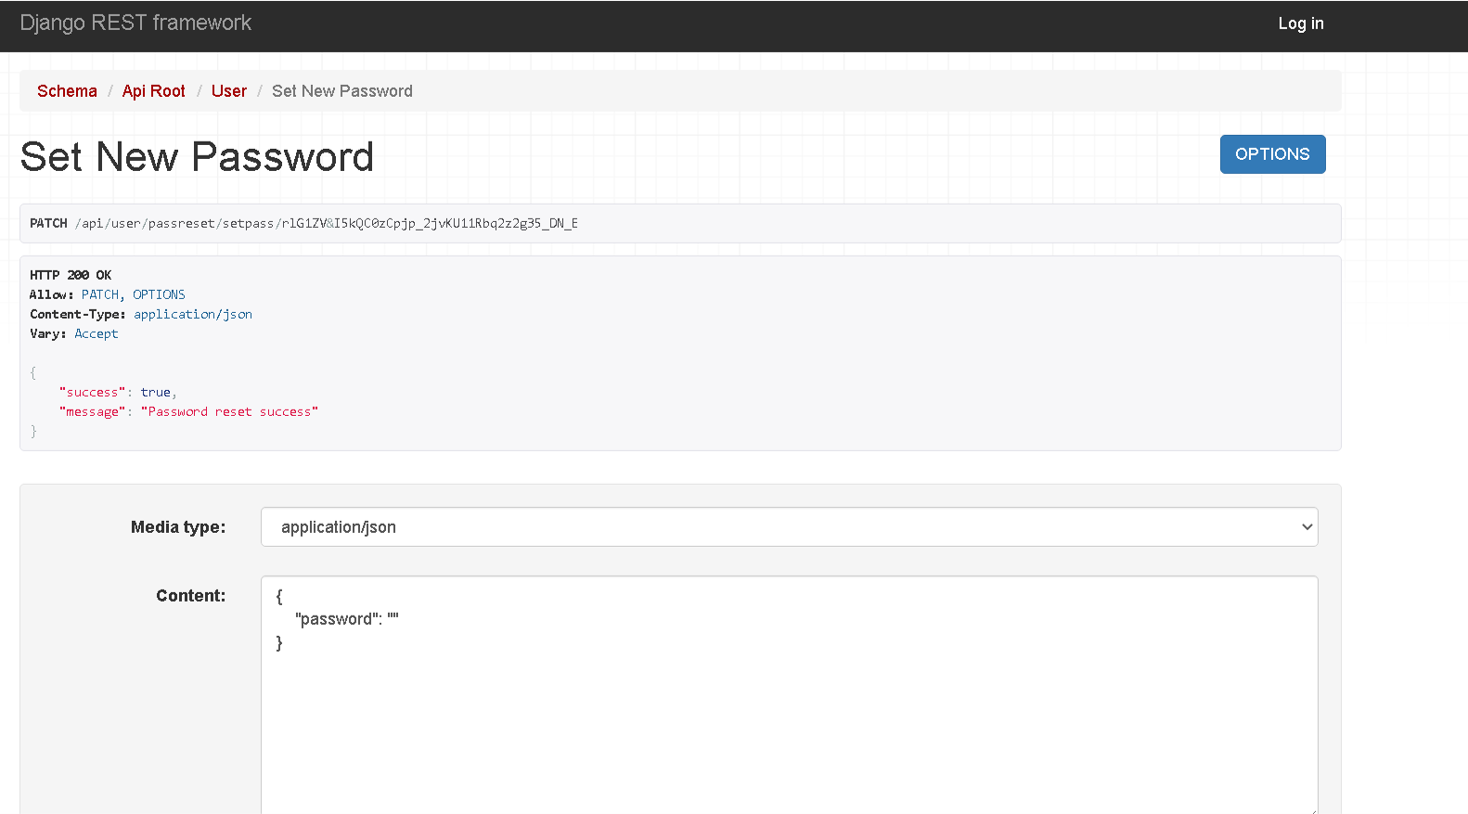 Django REST framework
Log in
Schema / Api Root / User / Set New Password
Set New Password
OPTIONS
PATCH /api/user/passreset/setpass/rlG1ZV&I5kQC0zCpjp_2jvKU11Rbq2z2g35_DN_E
HTTP 200 OK
Allow: PATCH, OPTIONS
Content-Type: application/json
Vary: Accept
{
"success": true,
"message": "Password reset success"
}
Media type:
application/json
Content:
{
"password": ""
}